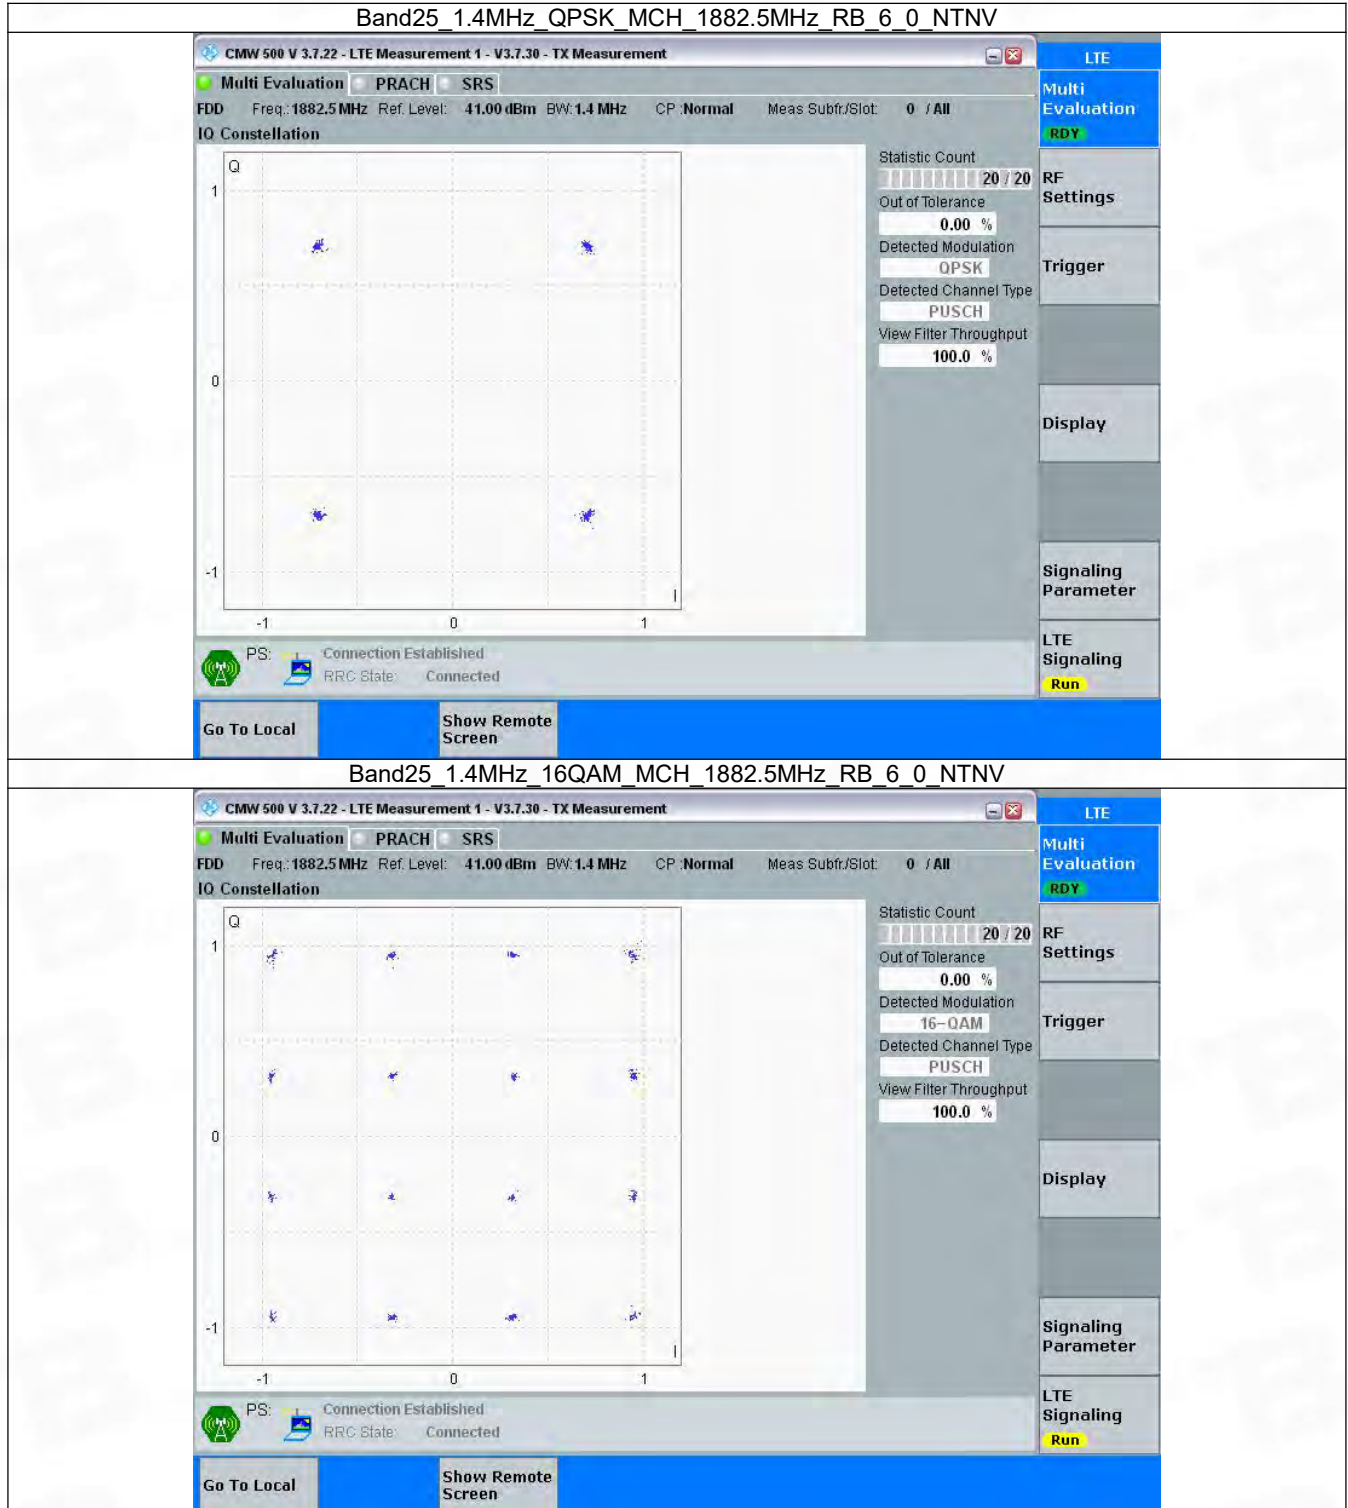 Band25_1.4MHz_QPSK_MCH_1882.5MHz_RB_6_0_NTNV
CMW 500 V 3.7.22 - LTE Measurement 1 - V3.7.30 - TX Measurement
LTE
Multi Evaluation PRACH SRS
Multi
Evaluation
RDY
FDD Freq.: 1882.5 MHz Ref. Level: 41.00 dBm BW: 1.4 MHz CP :Normal Meas Subfr./Slot: 0 / All
IQ Constellation
Q
1
0
-1
-1 0 1
I
Statistic Count
20 / 20
Out of Tolerance
0.00 %
Detected Modulation
QPSK
Detected Channel Type
PUSCH
View Filter Throughput
100.0 %
RF
Settings
Trigger
Display
Signaling
Parameter
LTE
Signaling
Run
PS: Connection Established
RRC State: Connected
Go To Local
Show Remote
Screen
Band25_1.4MHz_16QAM_MCH_1882.5MHz_RB_6_0_NTNV
CMW 500 V 3.7.22 - LTE Measurement 1 - V3.7.30 - TX Measurement
LTE
Multi Evaluation PRACH SRS
Multi
Evaluation
RDY
FDD Freq.: 1882.5 MHz Ref. Level: 41.00 dBm BW: 1.4 MHz CP :Normal Meas Subfr./Slot: 0 / All
IQ Constellation
Q
1
0
-1
-1 0 1
I
Statistic Count
20 / 20
Out of Tolerance
0.00 %
Detected Modulation
16-QAM
Detected Channel Type
PUSCH
View Filter Throughput
100.0 %
RF
Settings
Trigger
Display
Signaling
Parameter
LTE
Signaling
Run
PS: Connection Established
RRC State: Connected
Go To Local
Show Remote
Screen